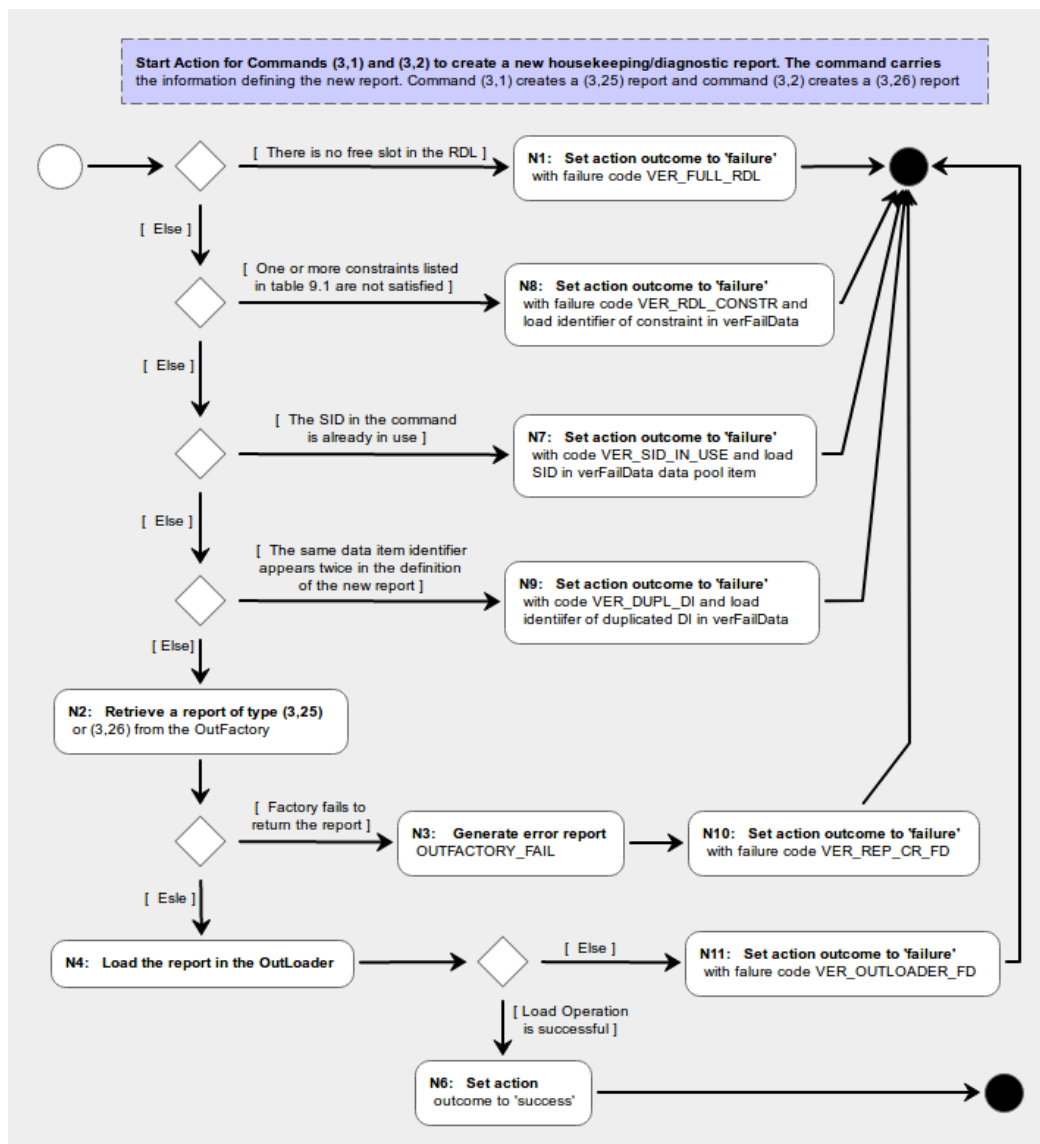 Start Action for Commands (3,1) and (3,2) to create a new housekeeping/diagnostic report. The command carries
the information defining the new report. Command (3,1) creates a (3,25) report and command (3,2) creates a (3,26) report
[ There is no free slot in the RDL ]
N1: Set action outcome to 'failure'
with failure code VER_FULL_RDL
[ Else ]
[ One or more constraints listed
in table 9.1 are not satisfied ]
N8: Set action outcome to 'failure'
with failure code VER_RDL_CONSTR and
load identifier of constraint in verFailData
[ Else ]
[ The SID in the command
is already in use ]
N7: Set action outcome to 'failure'
with code VER_SID_IN_USE and load
SID in verFailData data pool item
[ Else ]
[ The same data item identifier
appears twice in the definition
of the new report ]
N9: Set action outcome to 'failure'
with code VER_DUPL_DI and load
identiifer of duplicated DI in verFailData
[ Else]
N2: Retrieve a report of type (3,25)
or (3,26) from the OutFactory
[ Factory fails to
return the report ]
N3: Generate error report
OUTFACTORY_FAIL
N10: Set action outcome to 'failure'
with failure code VER_REP_CR_FD
[ Esle ]
N4: Load the report in the OutLoader
[ Else ]
N11: Set action outcome to 'failure'
with falure code VER_OUTLOADER_FD
[ Load Operation
is successful ]
N6: Set action
outcome to 'success'